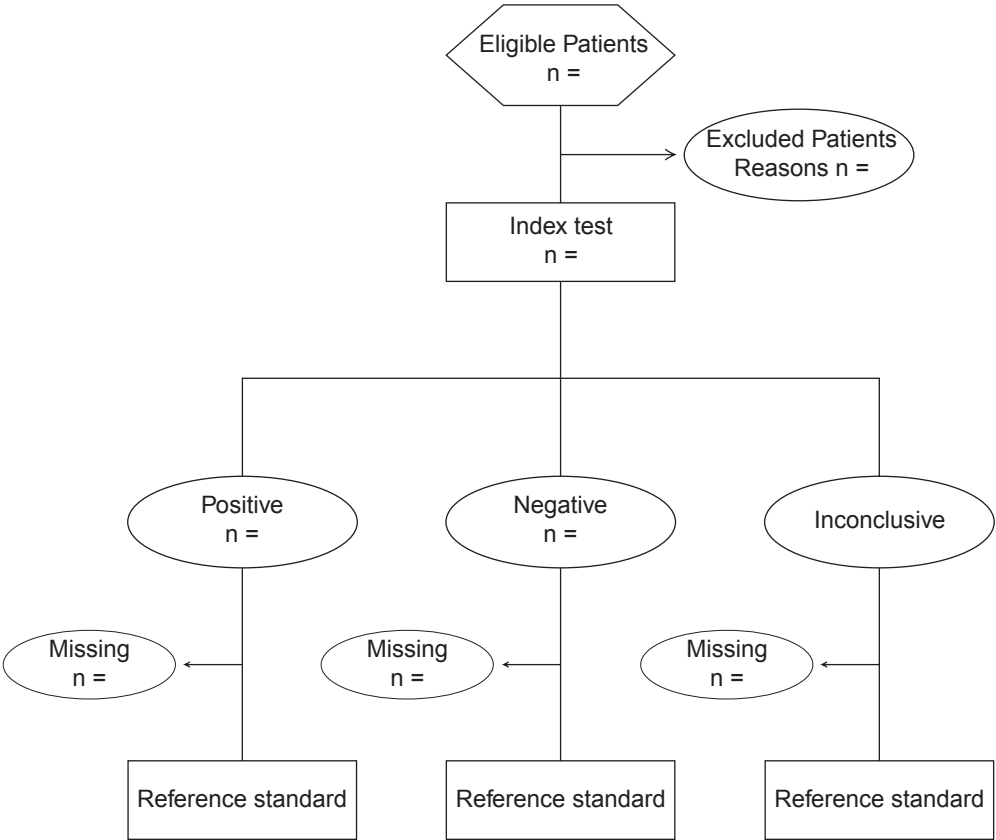 Eligible Patients
n =
Excluded Patients
Reasons n =
Index test
n =
Positive
n =
Negative
n =
Inconclusive
Missing
n =
Missing
n =
Missing
n =
Reference standard
Reference standard
Reference standard